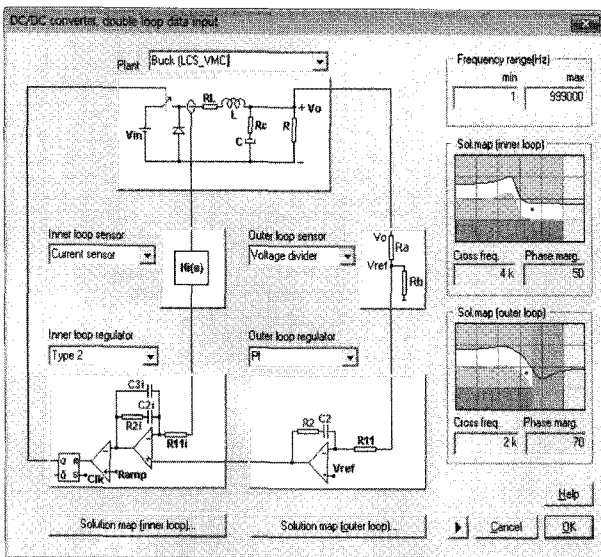 DC/DC converter, double loop data input
Plant
Buck (LCS_VMC)
Frequency range(Hz)
min
max
1
999000
RL
L
+ Vo
Vin
Rc
C
R
-
Sol.map (inner loop)
Cross freq.
Phase marg.
4 k
50
Inner loop sensor
Current sensor
Hi(s)
Outer loop sensor
Voltage divider
Vo
Ra
Vref
Rb
Sol.map (outer loop)
Cross freq.
Phase marg.
2 k
70
Inner loop regulator
Type 2
Outer loop regulator
PI
C3i
C2i
R2i
R11i
Q R
Q S
Clk
Ramp
R2
C2
R11
Vref
Solution map (inner loop)...
Solution map (outer loop)...
Help
Cancel
OK